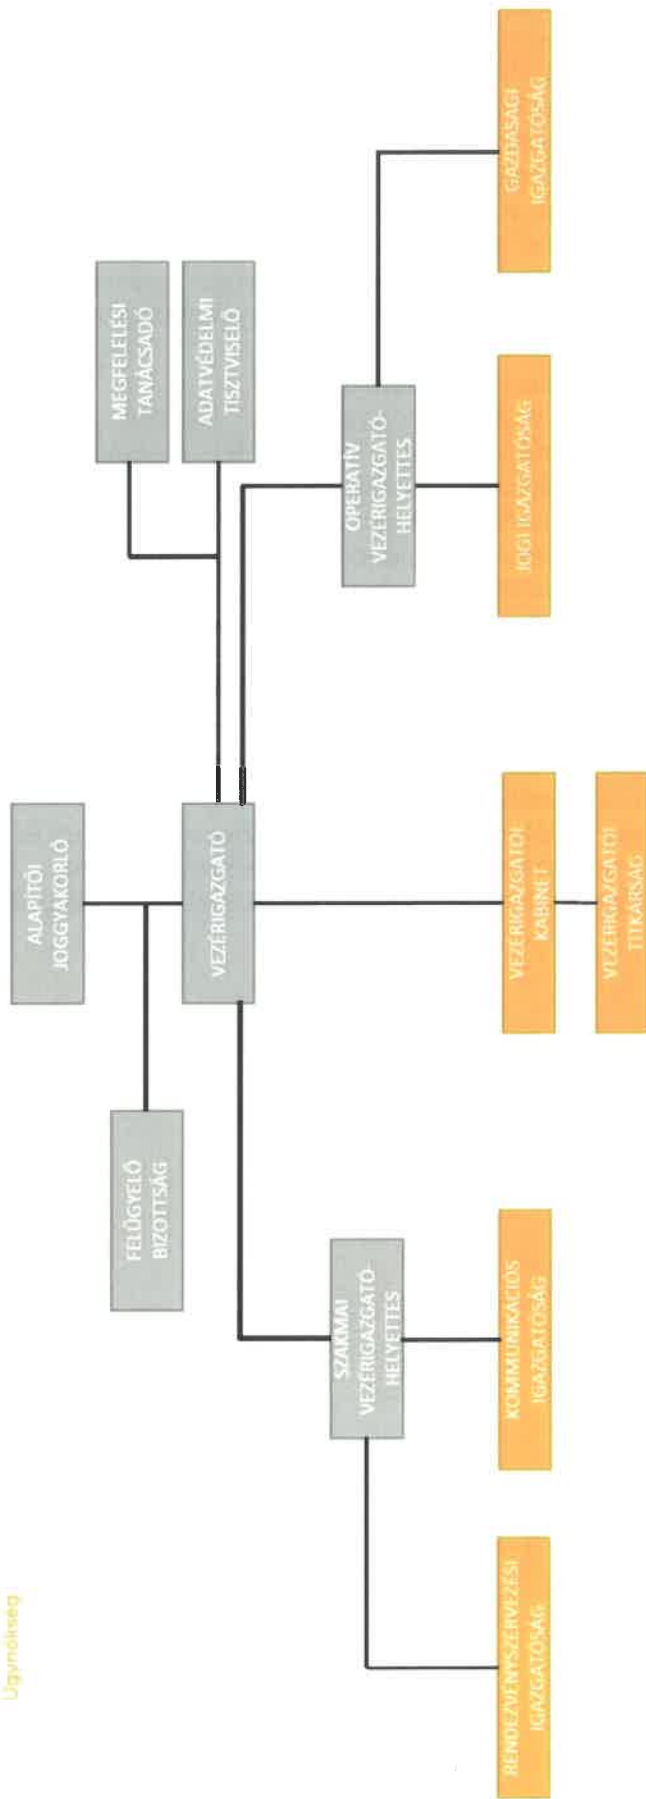 Ügynökség
ALAPÍTÓI
JOGGYAKORLÓ
FELÜGYELŐ
BIZOTTSÁG
MEGFELELÉSI
TANÁCSADÓ
VEZÉRIGAZGATÓ
ADATVÉDELMI
TISZTVISELŐ
SZAKMAI
VEZÉRIGAZGATÓ-
HELYETTES
OPERATÍV
VEZÉRIGAZGATÓ-
HELYETTES
RENDEZVÉNYSZERVEZÉSI
IGAZGATÓSÁG
KOMMUNIKÁCIÓS
IGAZGATÓSÁG
VEZÉRIGAZGATÓI
KABINET
JOGI IGAZGATÓSÁG
GAZDASÁGI
IGAZGATÓSÁG
VEZÉRIGAZGATÓI
TITKÁRSÁG